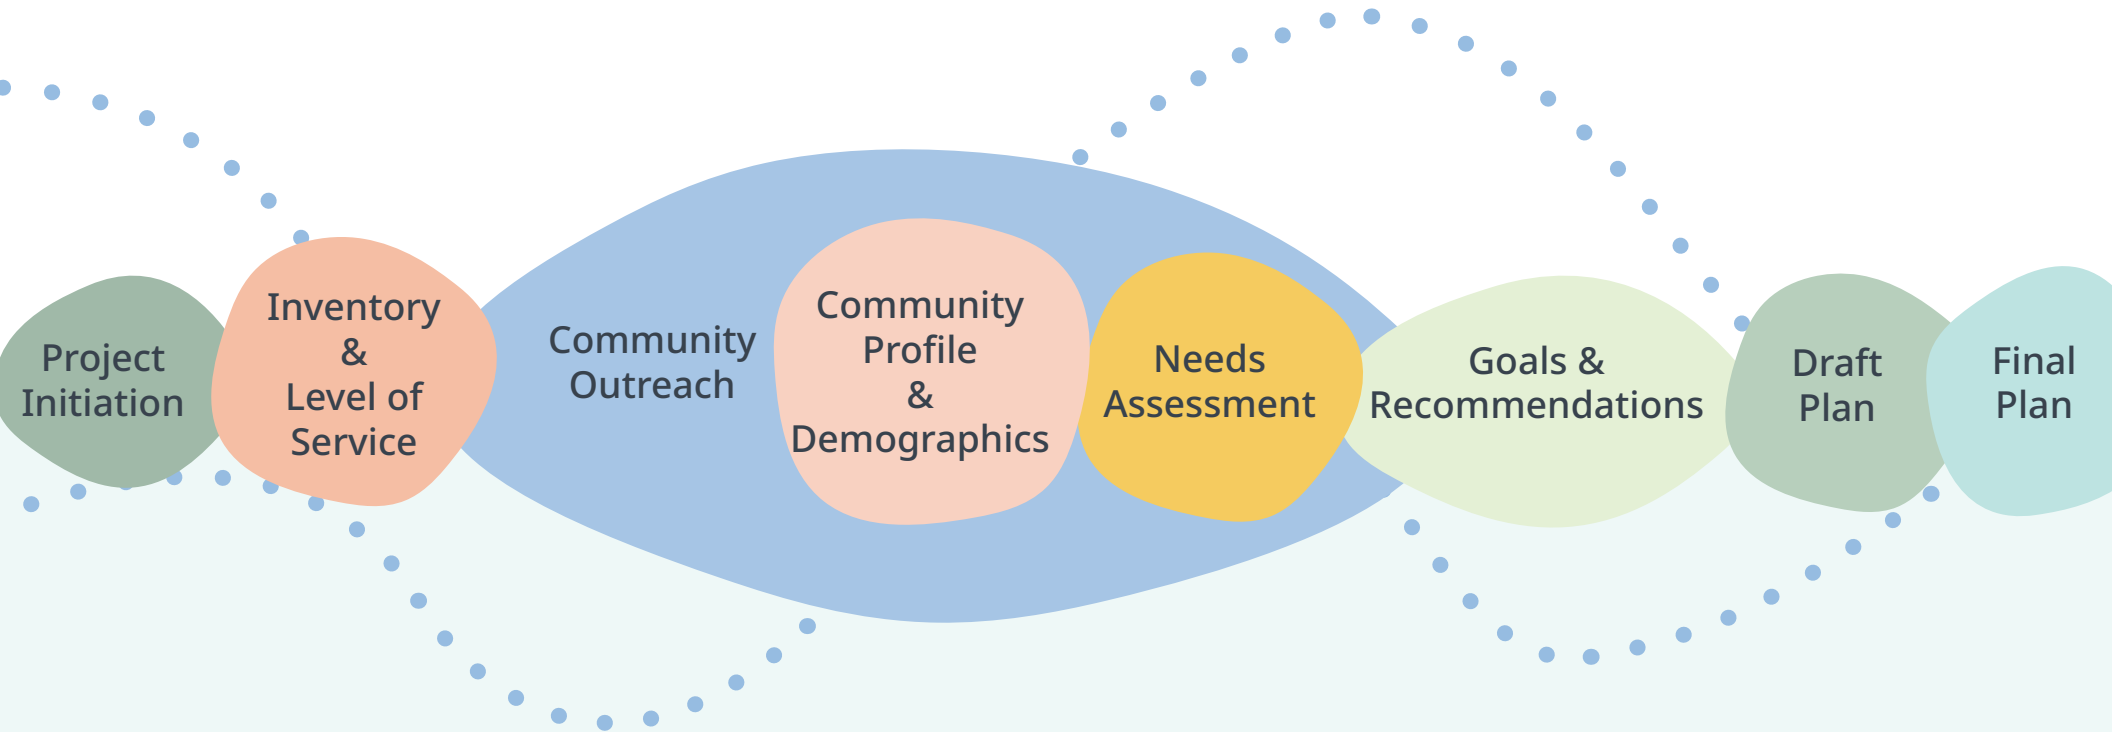 Project
Initiation
Inventory
&
Level of
Service
Community
Outreach
Community
Profile
&
Demographics
Needs
Assessment
Goals &
Recommendations
Draft
Plan
Final
Plan